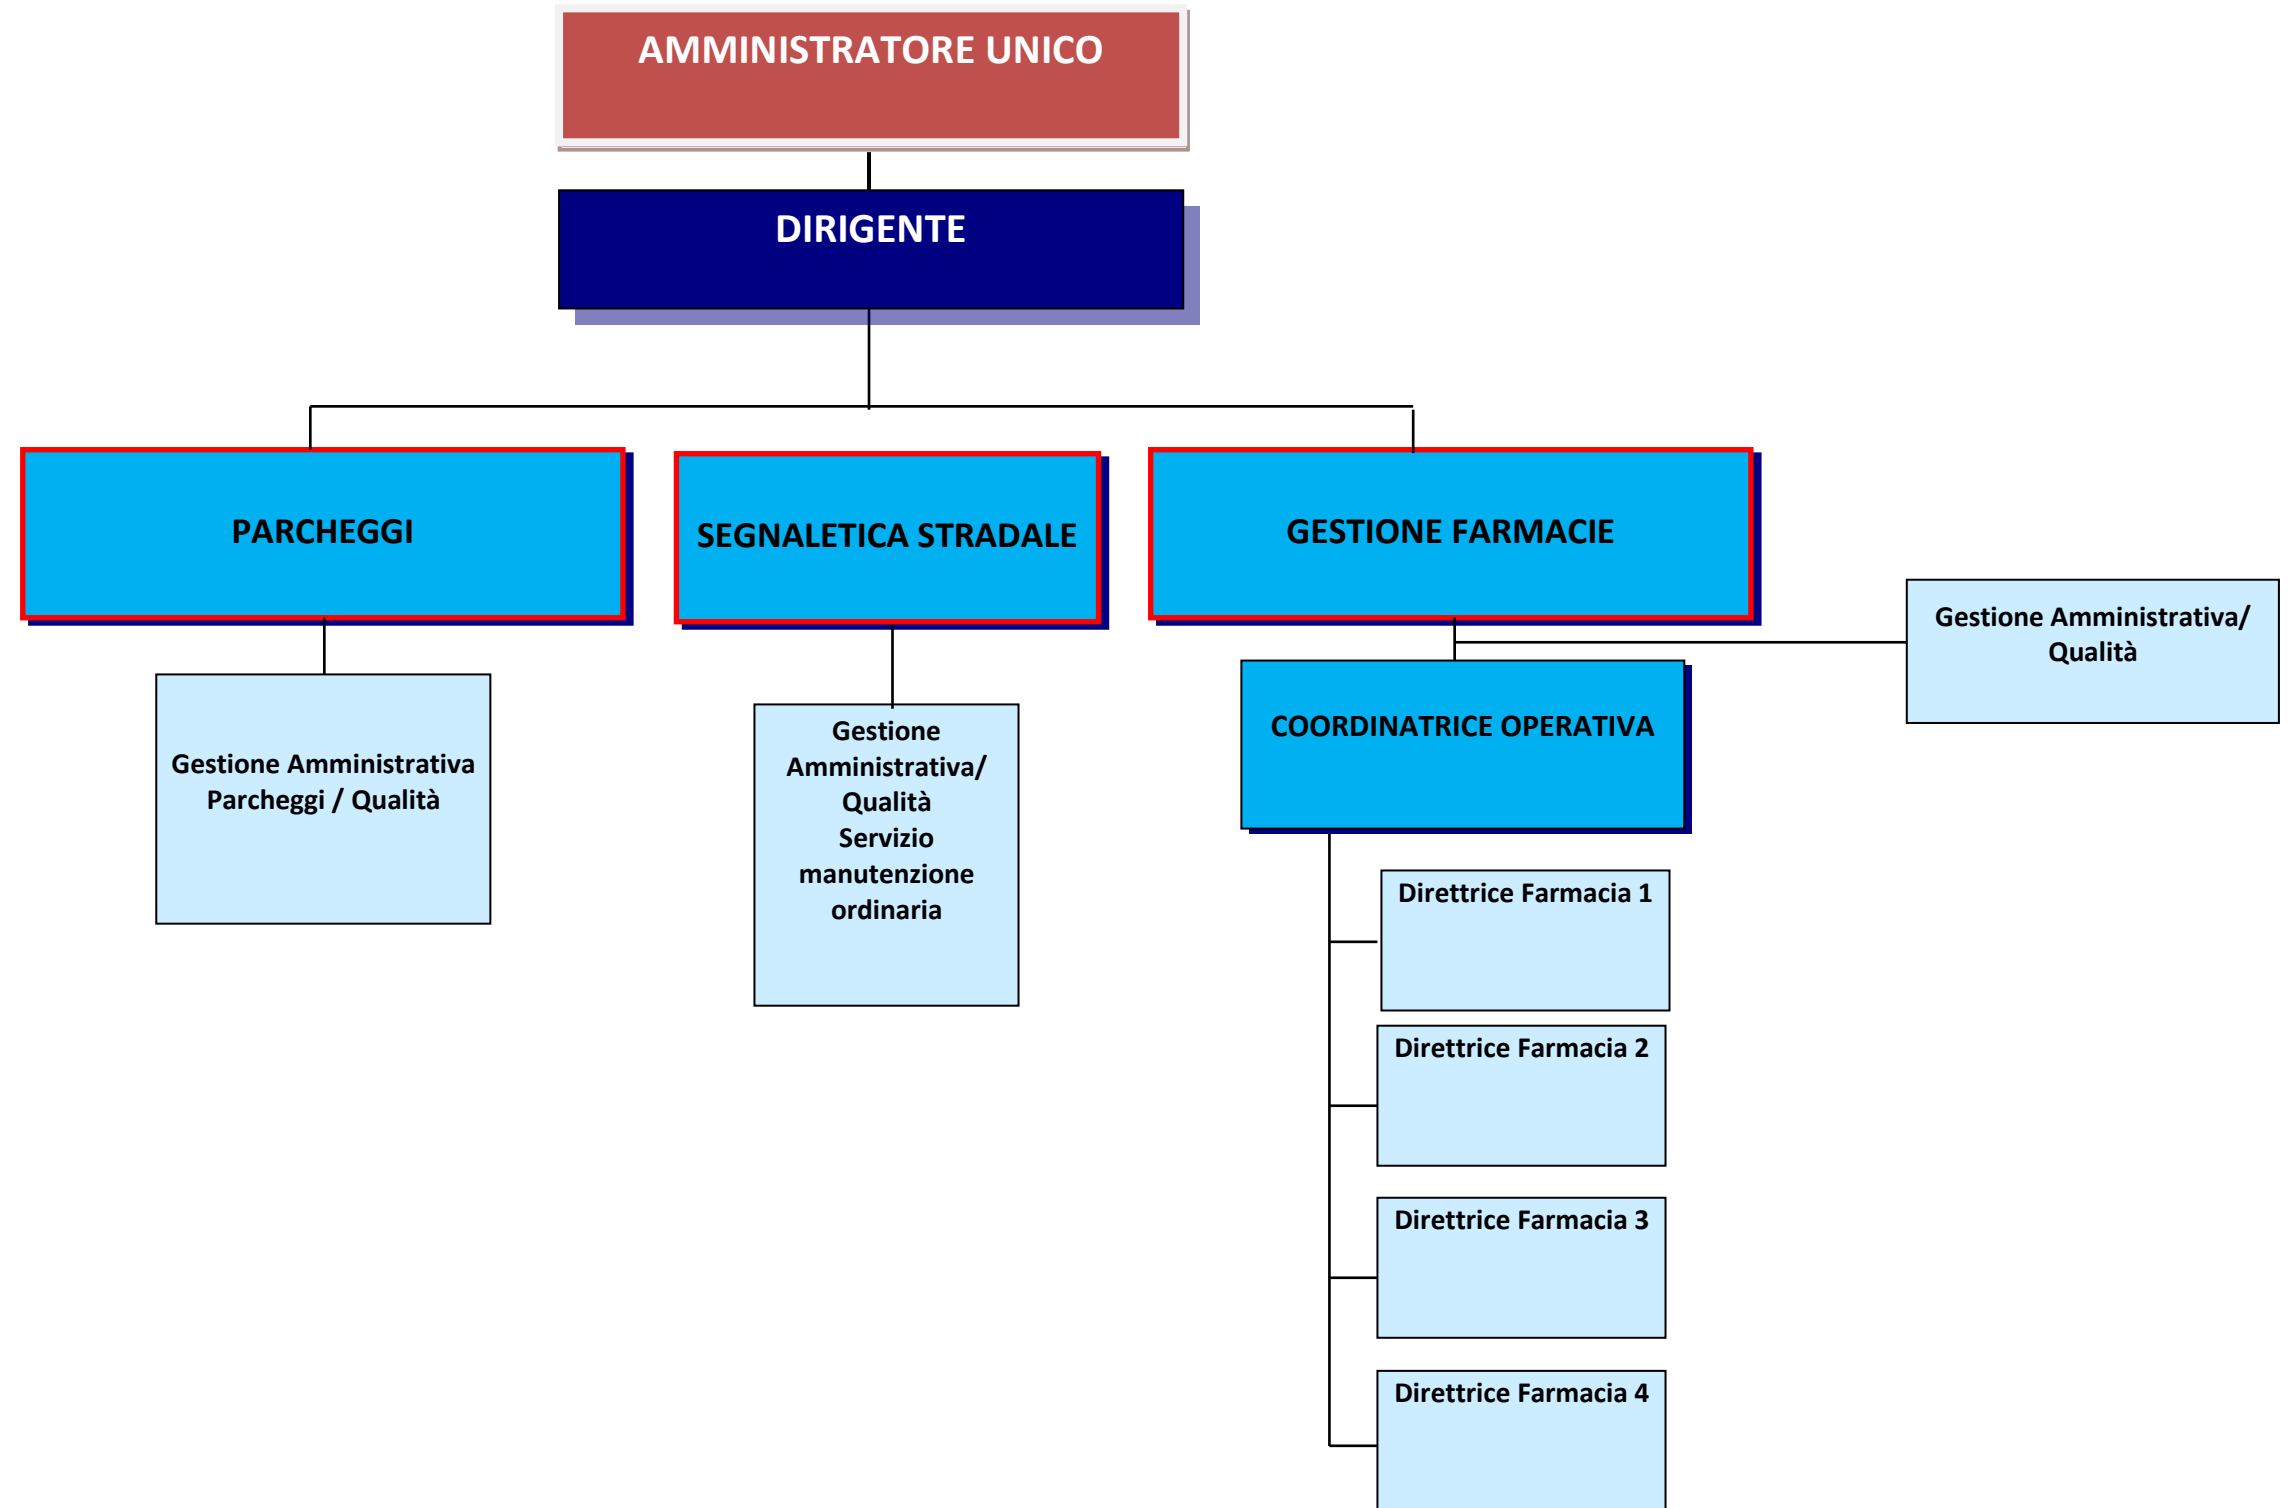 AMMINISTRATORE UNICO
DIRIGENTE
PARCHEGGI
SEGNALETICA STRADALE
GESTIONE FARMACIE
Gestione Amministrativa/
Qualità
COORDINATRICE OPERATIVA
Gestione Amministrativa
Parcheggi / Qualità
Gestione
Amministrativa/
Qualità
Servizio
manutenzione
ordinaria
Direttrice Farmacia 1
Direttrice Farmacia 2
Direttrice Farmacia 3
Direttrice Farmacia 4